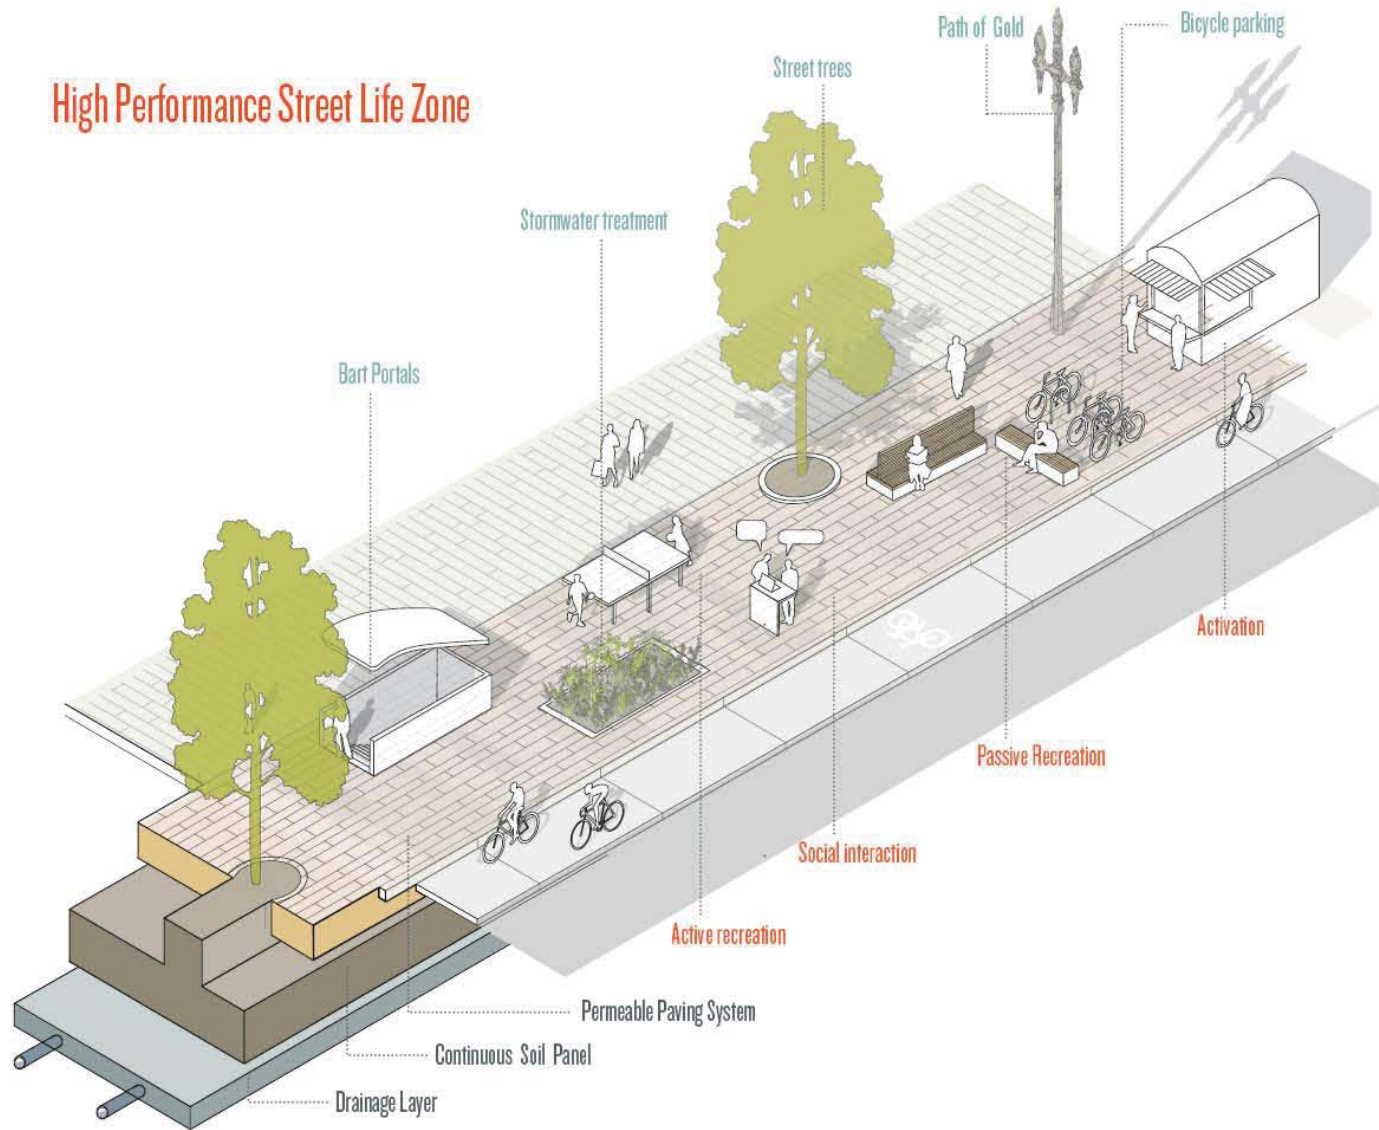 High Performance Street Life Zone
Path of Gold
Bicycle parking
Street trees
Stormwater treatment
Bart Portals
Activation
Passive Recreation
Social interaction
Active recreation
Permeable Paving System
Continuous Soil Panel
Drainage Layer